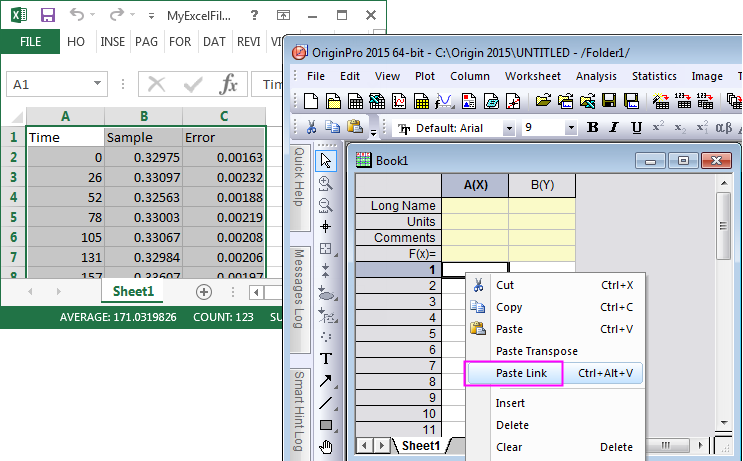 MyExcelFil...
FILE HO INSE PAG FOR DAT REVI VIE
A1 fx Tim
A B C
1 Time Sample Error
2 0 0.32975 0.00163
3 26 0.33097 0.00232
4 52 0.32563 0.00188
5 78 0.33003 0.00219
6 105 0.33067 0.00208
7 131 0.32984 0.00206
8 157 0.33607 0.00197
Sheet1
AVERAGE: 171.0319826 COUNT: 123 SU
OriginPro 2015 64-bit - C:\Origin 2015\UNTITLED - /Folder1/
File Edit View Plot Column Worksheet Analysis Statistics Image T
Default: Arial 9 B I U x² x₂ x₁² αβ
Quick Help
Messages Log
Smart Hint Log
T
Book1
A(X) B(Y)
Long Name
Units
Comments
F(x)=
1
2
3
4
5
6
7
8
9
10
11
Sheet1
Cut Ctrl+X
Copy Ctrl+C
Paste Ctrl+V
Paste Transpose
Paste Link Ctrl+Alt+V
Insert
Delete
Clear Delete